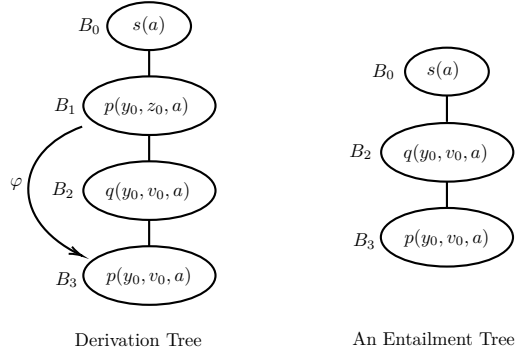 B₀ s(a)
B₁ p(y₀, z₀, a)
φ
B₂ q(y₀, v₀, a)
B₃ p(y₀, v₀, a)
Derivation Tree
B₀ s(a)
B₂ q(y₀, v₀, a)
B₃ p(y₀, v₀, a)
An Entailment Tree